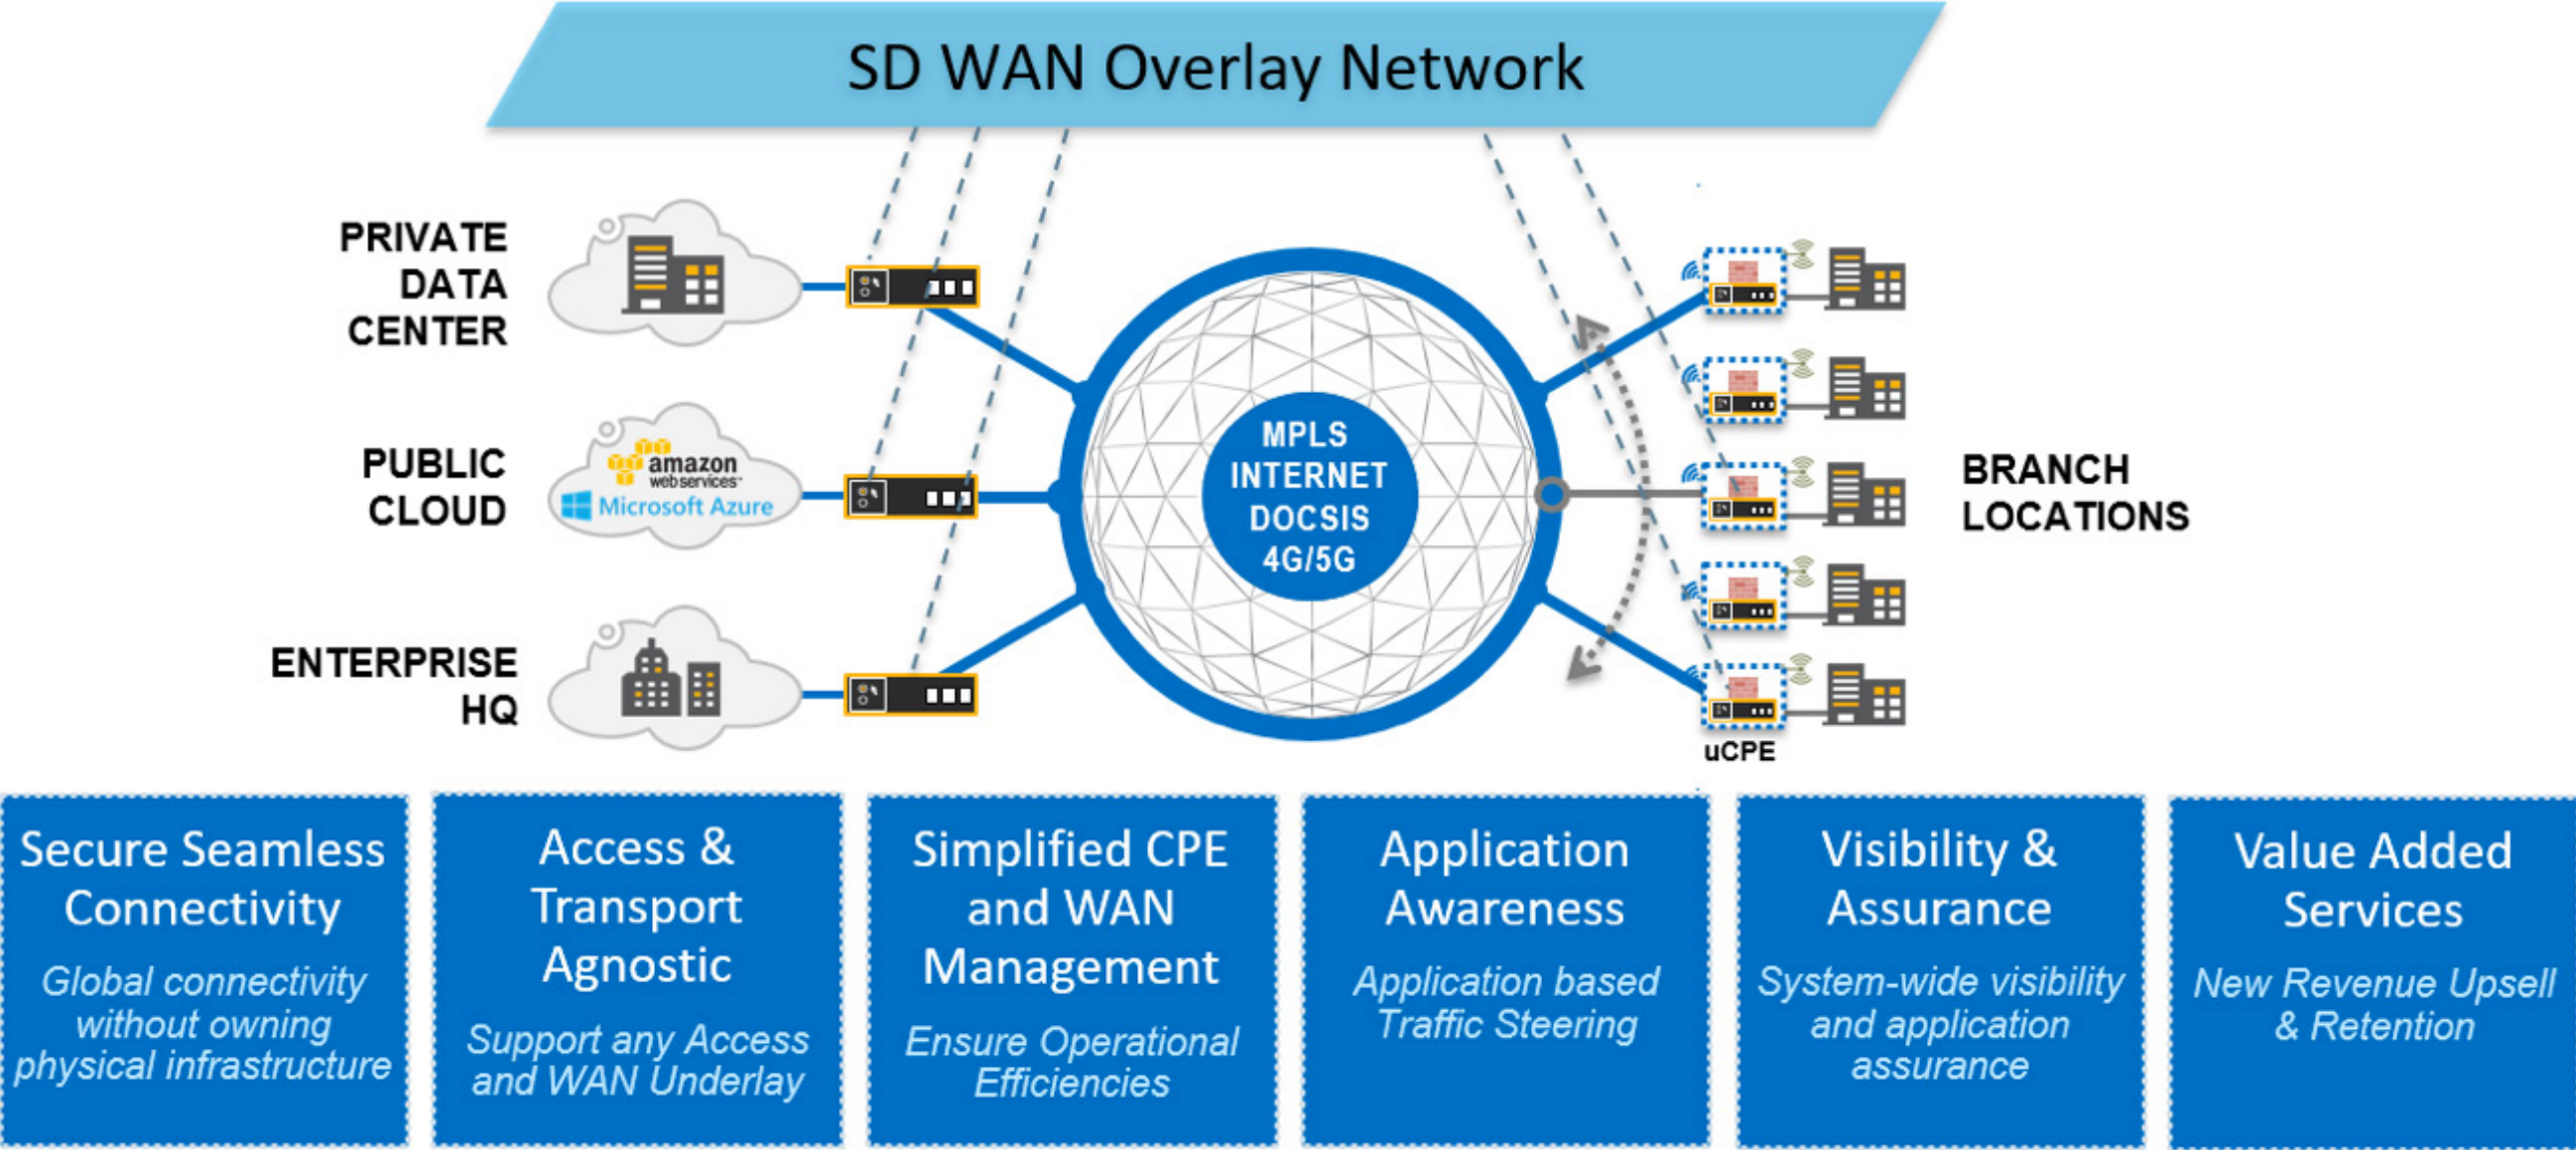 SD WAN Overlay Network
PRIVATE
DATA
CENTER
PUBLIC
CLOUD
amazon
webservices™
Microsoft Azure
ENTERPRISE
HQ
MPLS
INTERNET
DOCSIS
4G/5G
BRANCH
LOCATIONS
uCPE
Secure Seamless
Connectivity
Global connectivity
without owning
physical infrastructure
Access &
Transport
Agnostic
Support any Access
and WAN Underlay
Simplified CPE
and WAN
Management
Ensure Operational
Efficiencies
Application
Awareness
Application based
Traffic Steering
Visibility &
Assurance
System-wide visibility
and application
assurance
Value Added
Services
New Revenue Upsell
& Retention